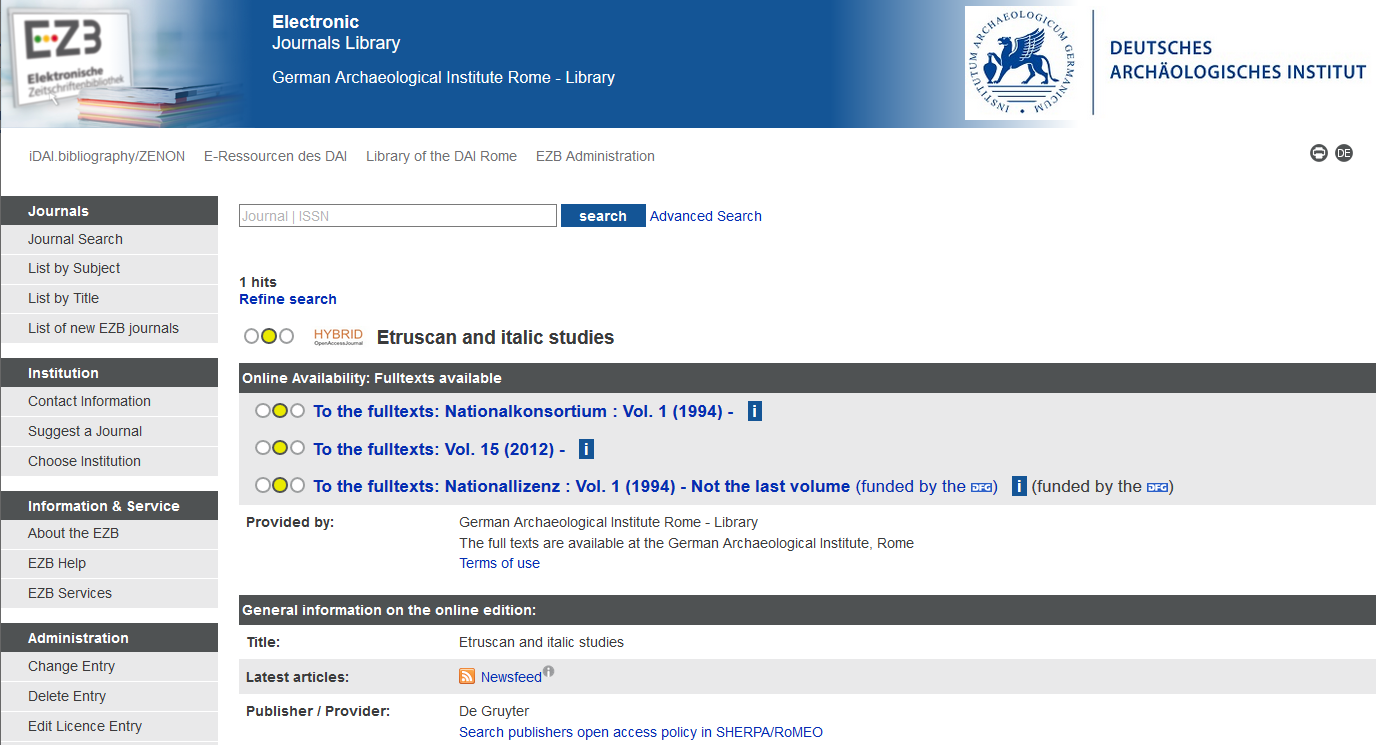 EZB
Elektronische
Zeitschriftenbibliothek
Electronic
Journals Library
German Archaeological Institute Rome - Library
INSTITUTUM ARCHAEOLOGICUM GERMANICUM
DEUTSCHES
ARCHÄOLOGISCHES INSTITUT
iDAI.bibliography/ZENON E-Ressourcen des DAI Library of the DAI Rome EZB Administration
DE
Journals
Journal Search
List by Subject
List by Title
List of new EZB journals
Institution
Contact Information
Suggest a Journal
Choose Institution
Information & Service
About the EZB
EZB Help
EZB Services
Administration
Change Entry
Delete Entry
Edit Licence Entry
Journal | ISSN search Advanced Search
1 hits
Refine search
HYBRID
OpenAccessJournal
Etruscan and italic studies
Online Availability: Fulltexts available
To the fulltexts: Nationalkonsortium : Vol. 1 (1994) - i
To the fulltexts: Vol. 15 (2012) - i
To the fulltexts: Nationallizenz : Vol. 1 (1994) - Not the last volume (funded by the DFG) i (funded by the DFG)
Provided by: German Archaeological Institute Rome - Library
The full texts are available at the German Archaeological Institute, Rome
Terms of use
General information on the online edition:
Title: Etruscan and italic studies
Latest articles: Newsfeed i
Publisher / Provider: De Gruyter
Search publishers open access policy in SHERPA/RoMEO